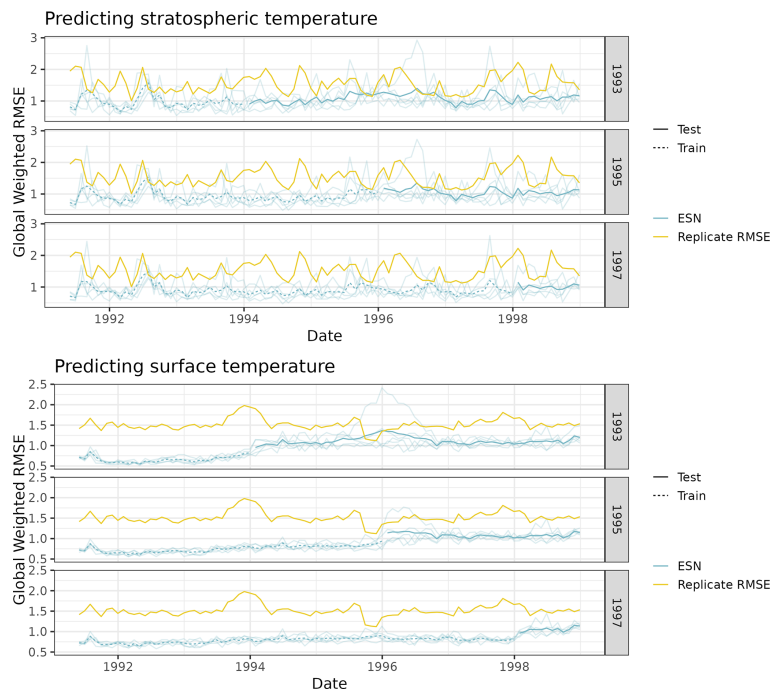 Predicting stratospheric temperature
Global Weighted RMSE
3
2
1
1993
3
2
1
1995
3
2
1
1997
1992
1994
1996
1998
Date
Test
Train
ESN
Replicate RMSE
Predicting surface temperature
Global Weighted RMSE
2.5
2.0
1.5
1.0
0.5
1993
2.5
2.0
1.5
1.0
0.5
1995
2.5
2.0
1.5
1.0
0.5
1997
1992
1994
1996
1998
Date
Test
Train
ESN
Replicate RMSE